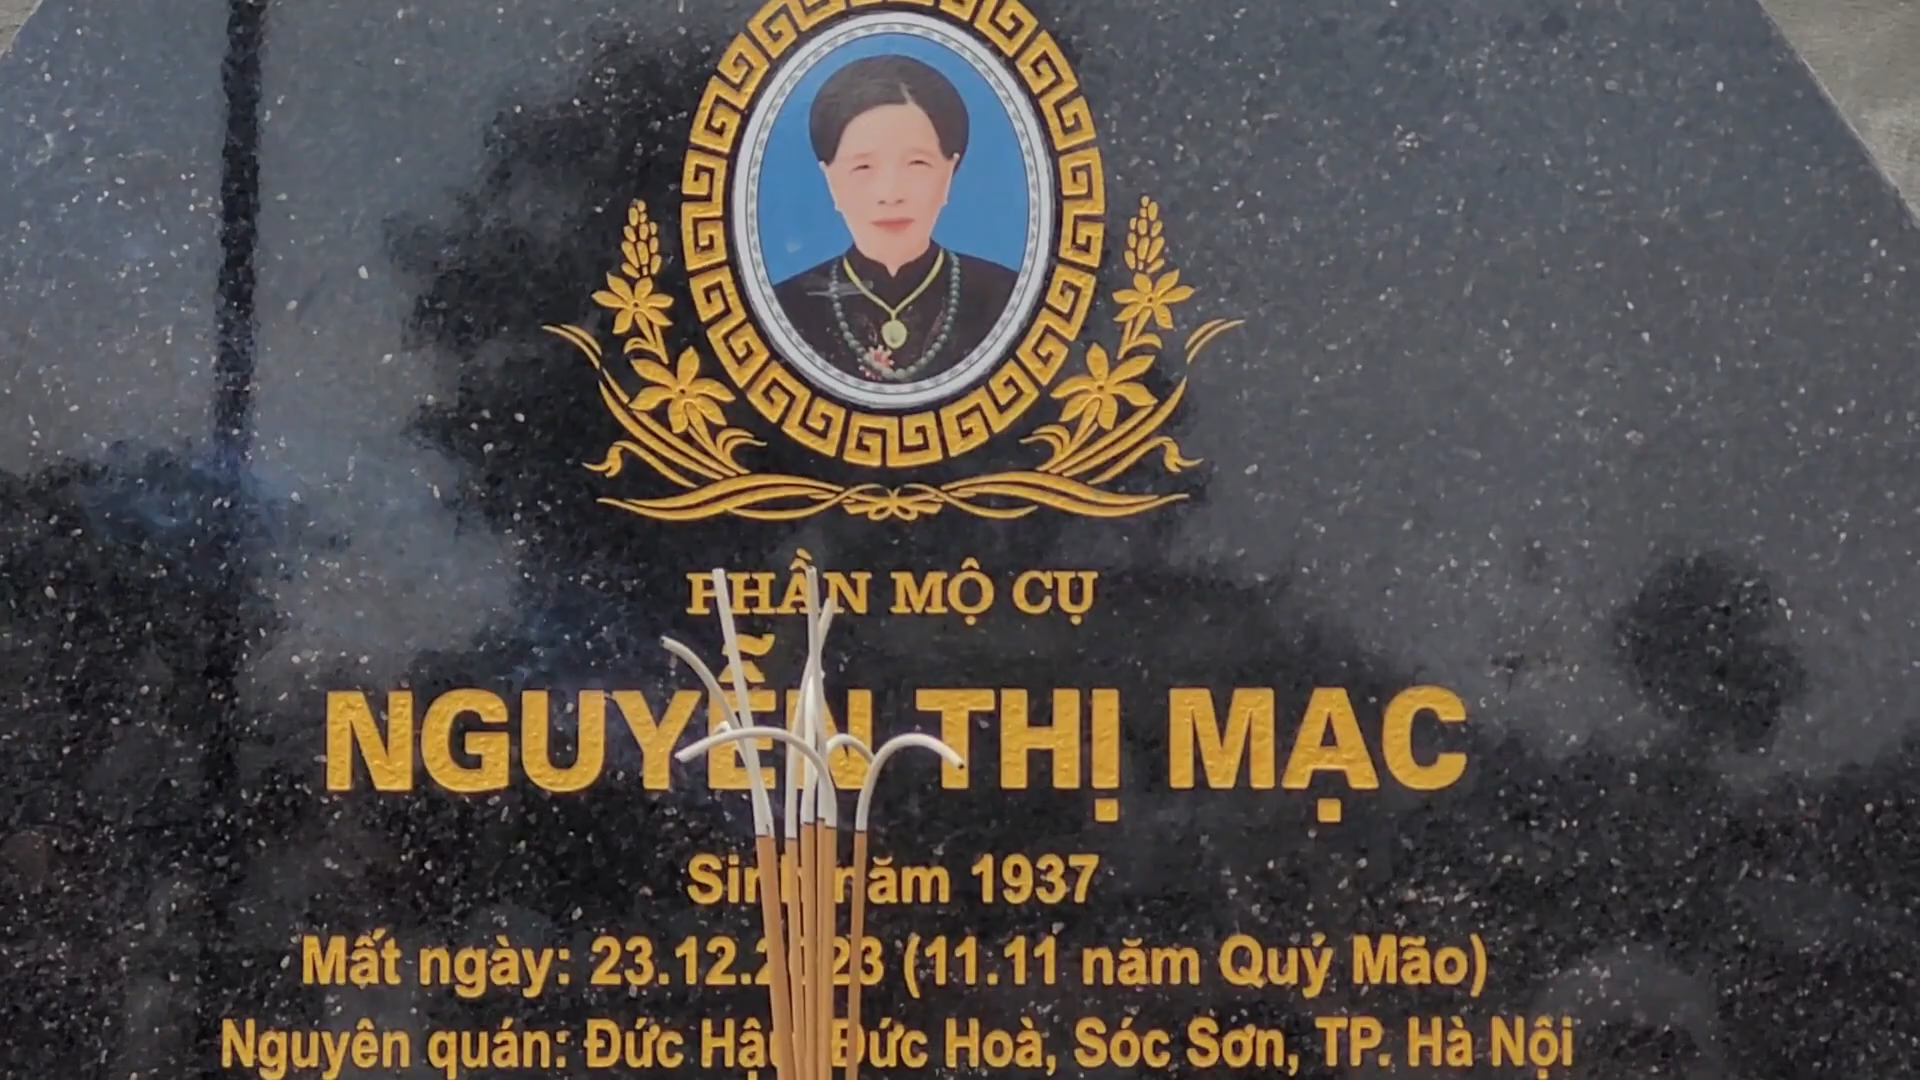 PHẦN MỘ CỤ
NGUYỄN THỊ MẠC
Sinh năm 1937
Mất ngày: 23.12.2023 (11.11 năm Quý Mão)
Nguyên quán: Đức Hậu, Đức Hoà, Sóc Sơn, TP. Hà Nội